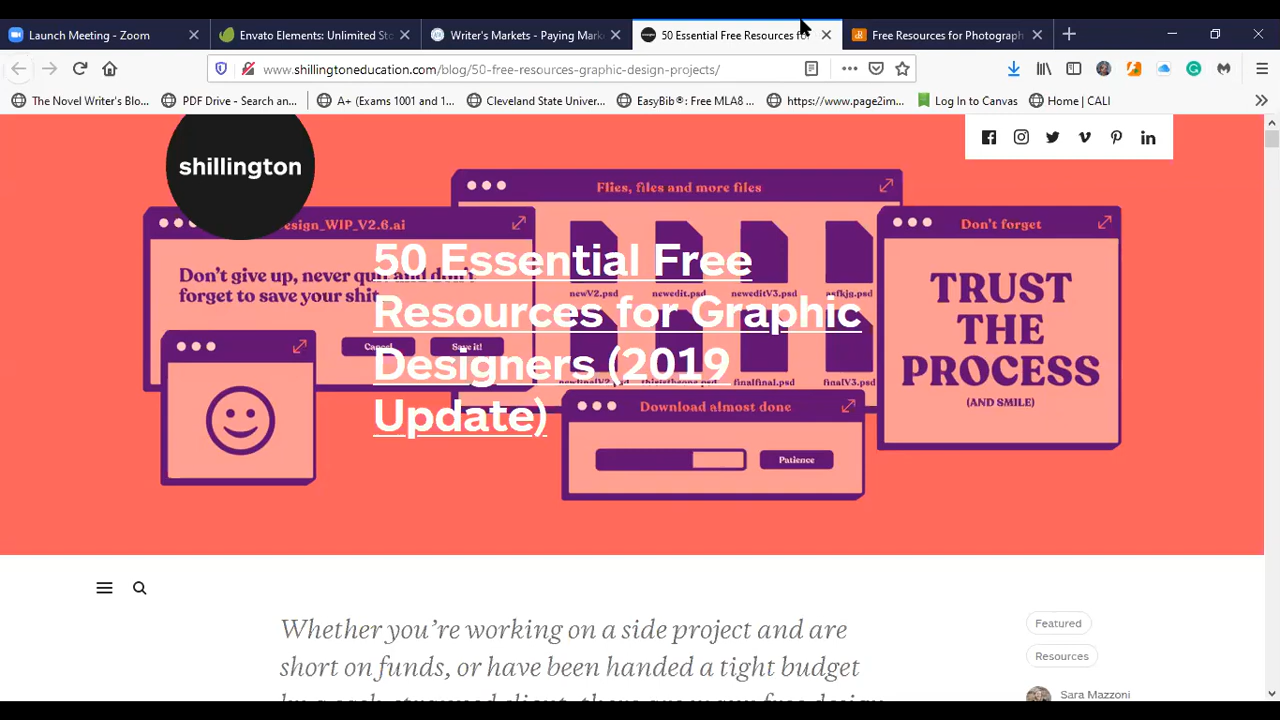 Launch Meeting - Zoom
Envato Elements: Unlimited Sto
Writer's Markets - Paying Mark
50 Essential Free Resources fo
Free Resources for Photograph
www.shillingtoneducation.com/blog/50-free-resources-graphic-design-projects/
The Novel Writer's Blo...
PDF Drive - Search an...
A+ (Exams 1001 and 1...
Cleveland State Univer...
EasyBib®: Free MLA8 ...
https://www.page2im...
Log In to Canvas
Home | CALI
shillington
Flies, files and more files
esign_WIP_V2.6.ai
Don't forget
Don't give up, never quit and don't
forget to save your shit
50 Essential Free
Resources for Graphic
Designers (2019
Update)
newV2.psd
newedit.psd
neweditV3.psd
asfkjg.psd
Cancel
Save it!
finalfinal.psd
finalV3.psd
TRUST
THE
PROCESS
(AND SMILE)
Download almost done
Patience
Whether you're working on a side project and are
short on funds, or have been handed a tight budget
Featured
Resources
Sara Mazzoni